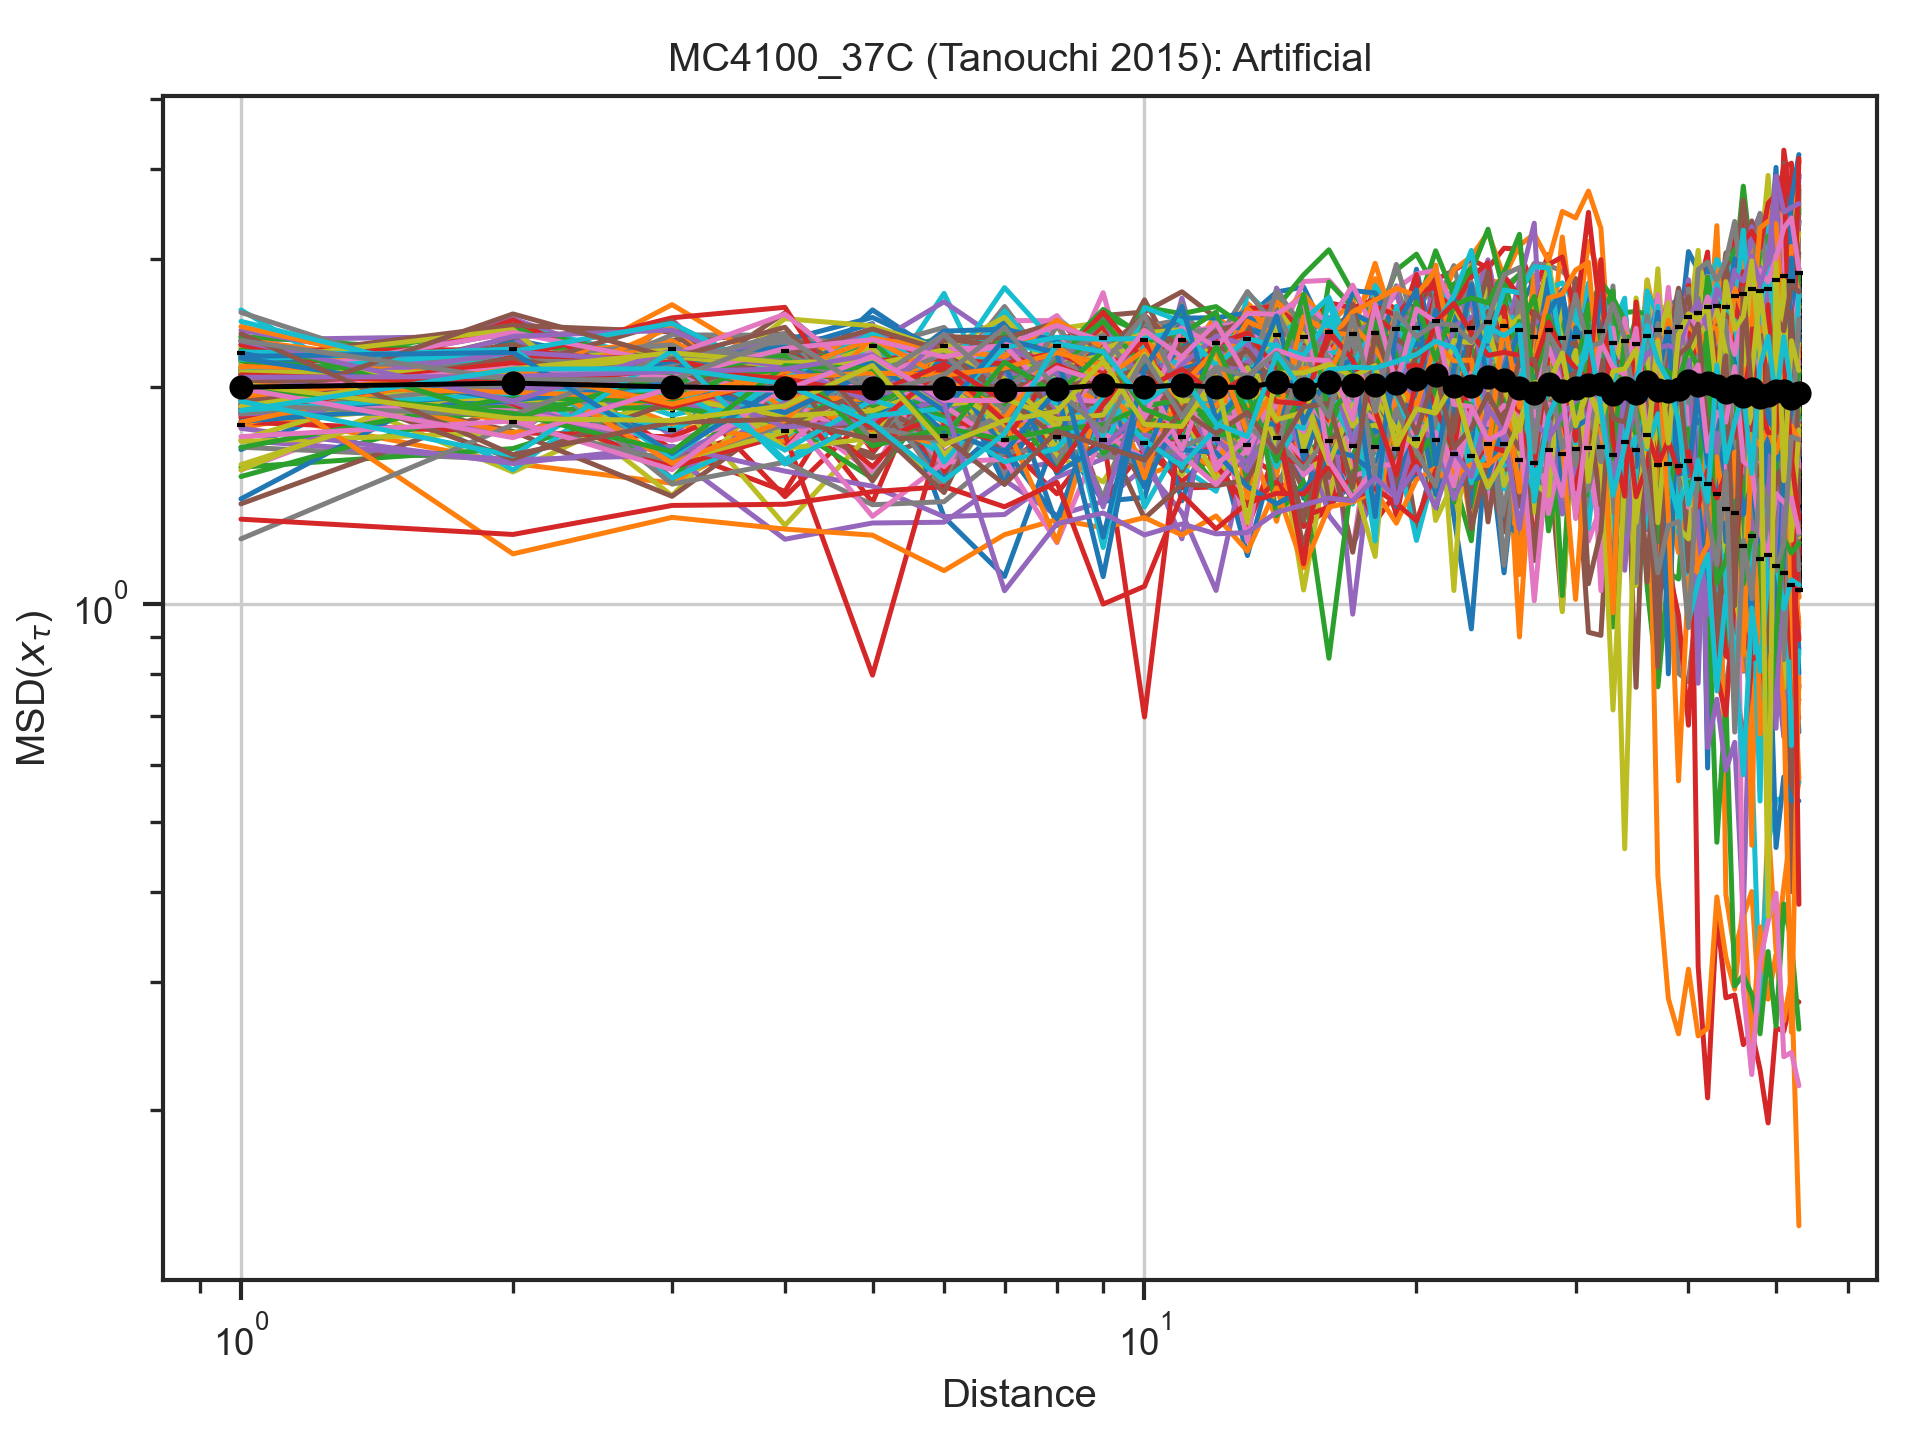 MC4100_37C (Tanouchi 2015): Artificial
MSD(x_τ)
10^0
10^0
10^1
Distance